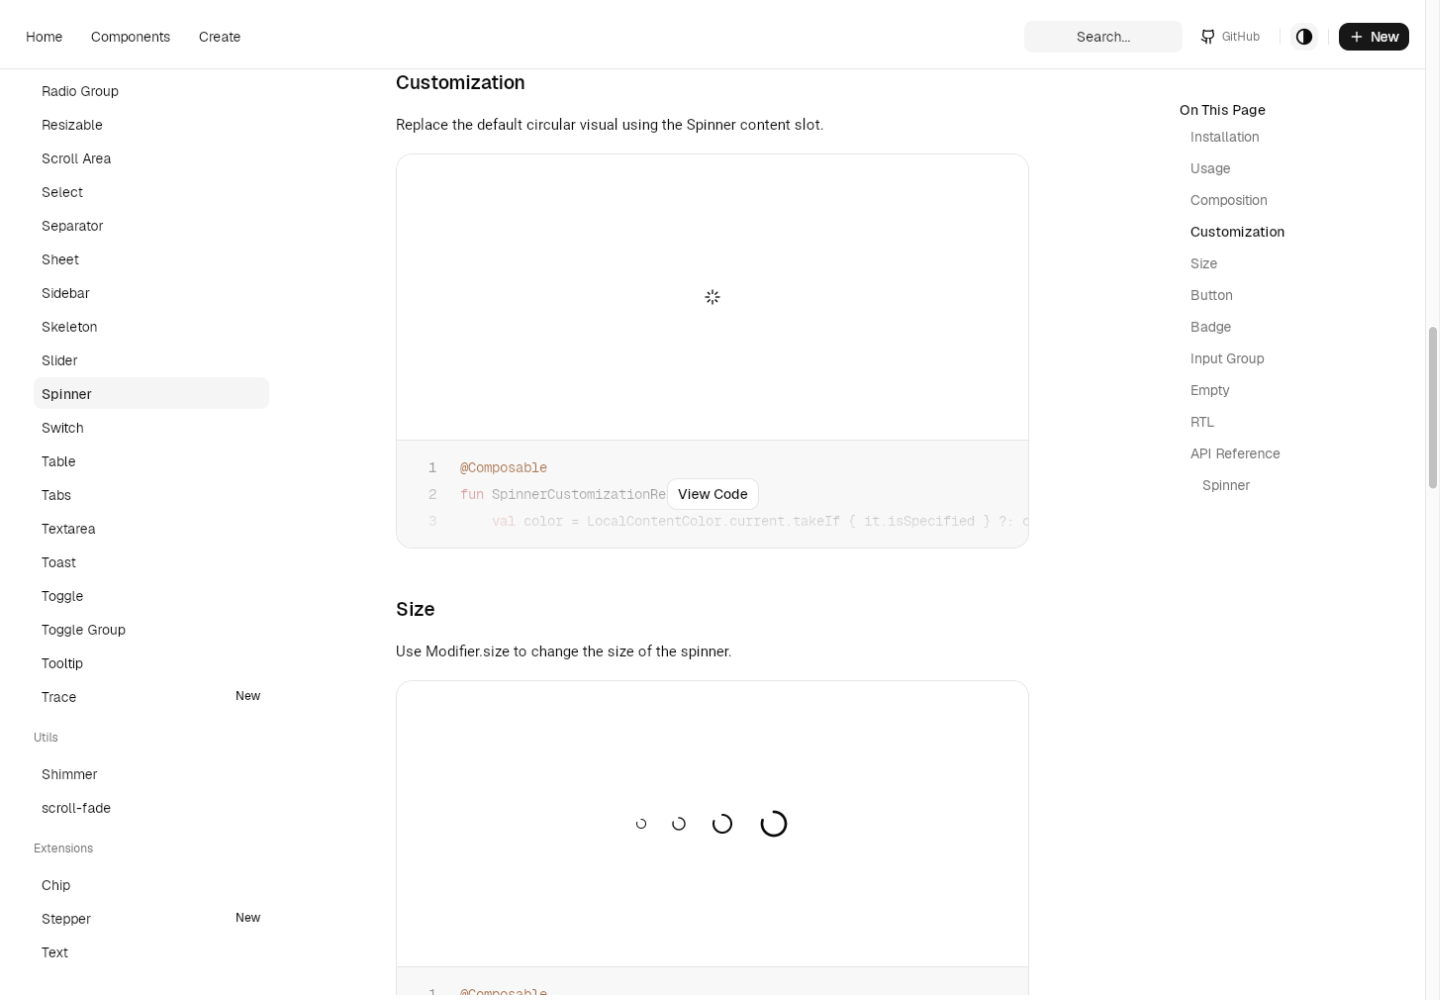 Home Components Create Search... GitHub New
Radio Group
Resizable
Scroll Area
Select
Separator
Sheet
Sidebar
Skeleton
Slider
Spinner
Switch
Table
Tabs
Textarea
Toast
Toggle
Toggle Group
Tooltip
Trace New
Utils
Shimmer
scroll-fade
Extensions
Chip
Stepper New
Text
Customization
Replace the default circular visual using the Spinner content slot.
1 @Composable
2 fun SpinnerCustomizationRe
View Code
3 val color = LocalContentColor.current.takeIf { it.isSpecified } ?:
Size
Use Modifier.size to change the size of the spinner.
1 @Composable
On This Page
Installation
Usage
Composition
Customization
Size
Button
Badge
Input Group
Empty
RTL
API Reference
Spinner